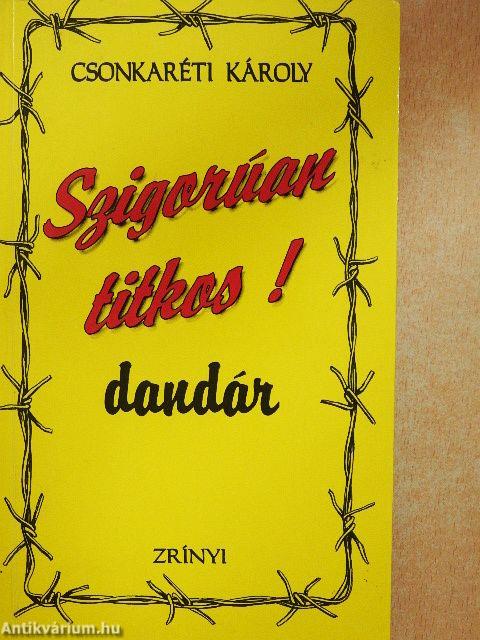 CSONKARÉTI KÁROLY
Szigorúan
titkos !
dandár
ZRÍNYI
Antikvárium.hu